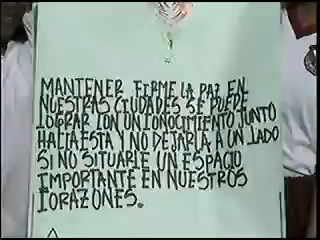 MANTENER FIRME LA PAZ EN
NUESTRAS CIUDADES SE PUEDE
LOGRAR CON UN CONOCIMIENTO JUNTO
HACIA ESTA Y NO DEJARLA A UN LADO
SI NO SITUARLE UN ESPACIO
IMPORTANTE EN NUESTROS
CORAZONES.